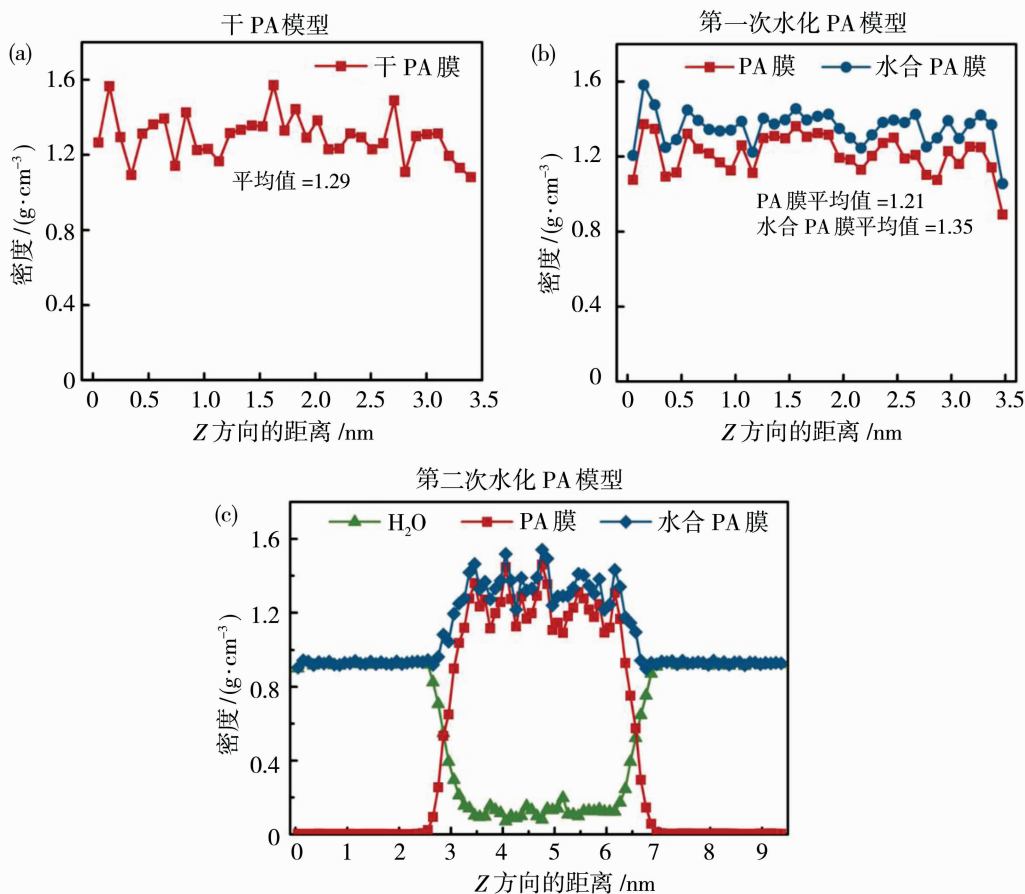 干PA模型
(a)
干 PA 膜
平均值 =1.29
密度 /(g·cm⁻³)
1.6
1.2
0.8
0.4
0
0 0.5 1.0 1.5 2.0 2.5 3.0 3.5
Z 方向的距离 /nm
第一次水化 PA 模型
(b)
PA 膜 水合 PA 膜
PA 膜平均值 =1.21
水合 PA 膜平均值 =1.35
密度 /(g·cm⁻³)
1.6
1.2
0.8
0.4
0
0 0.5 1.0 1.5 2.0 2.5 3.0 3.5
Z 方向的距离 /nm
第二次水化 PA 模型
(c)
H₂O PA 膜 水合 PA 膜
密度 /(g·cm⁻³)
1.6
1.2
0.8
0.4
0
0 1 2 3 4 5 6 7 8 9
Z 方向的距离 /nm